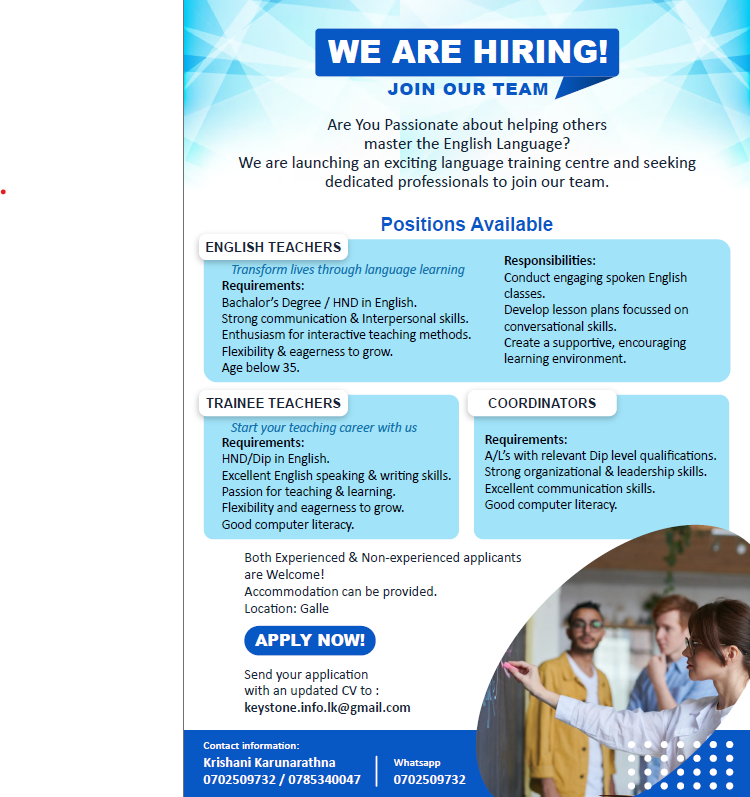 WE ARE HIRING!
JOIN OUR TEAM
Are You Passionate about helping others
master the English Language?
We are launching an exciting language training centre and seeking
dedicated professionals to join our team.
Positions Available
ENGLISH TEACHERS
Transform lives through language learning
Requirements:
Bachalor's Degree / HND in English.
Strong communication & Interpersonal skills.
Enthusiasm for interactive teaching methods.
Flexibility & eagerness to grow.
Age below 35.
Responsibilities:
Conduct engaging spoken English
classes.
Develop lesson plans focussed on
conversational skills.
Create a supportive, encouraging
learning environment.
TRAINEE TEACHERS
Start your teaching career with us
Requirements:
HND/Dip in English.
Excellent English speaking & writing skills.
Passion for teaching & learning.
Flexibility and eagerness to grow.
Good computer literacy.
COORDINATORS
Requirements:
A/L's with relevant Dip level qualifications.
Strong organizational & leadership skills.
Excellent communication skills.
Good computer literacy.
Both Experienced & Non-experienced applicants
are Welcome!
Accommodation can be provided.
Location: Galle
APPLY NOW!
Send your application
with an updated CV to :
keystone.info.lk@gmail.com
Contact information:
Krishani Karunarathna
0702509732 / 0785340047
Whatsapp
0702509732